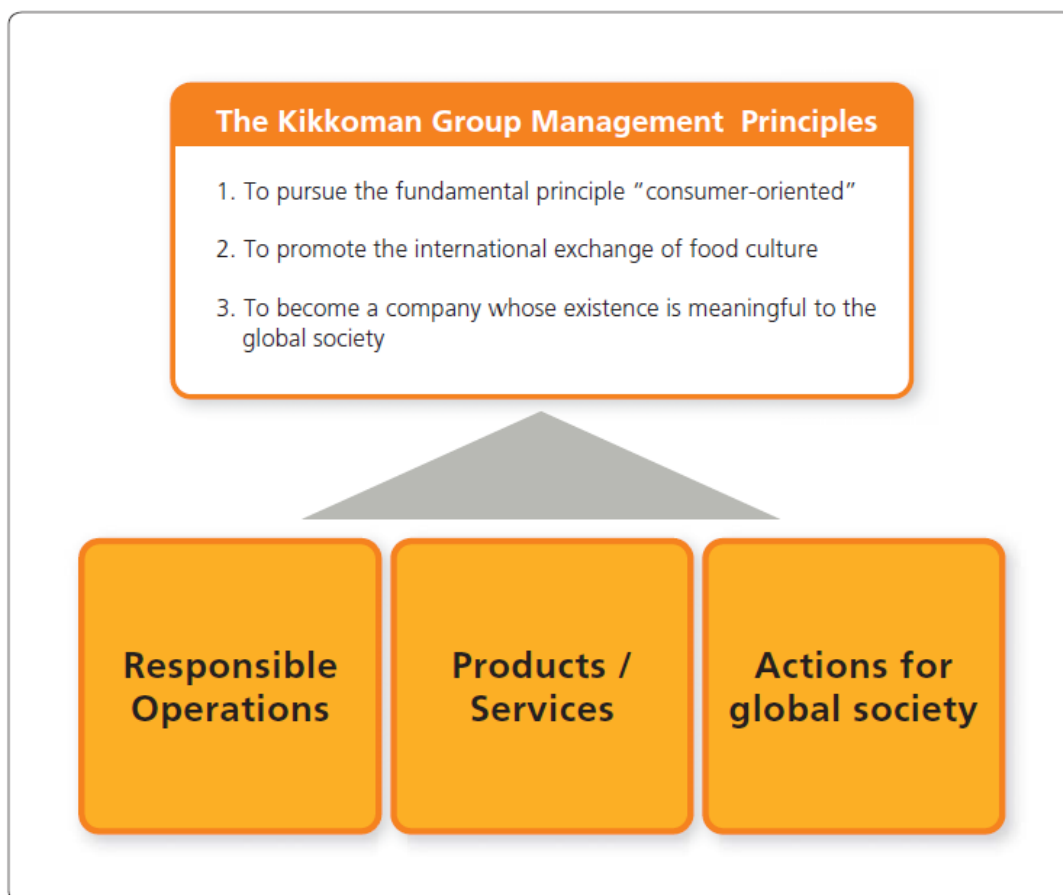 The Kikkoman Group Management Principles
1. To pursue the fundamental principle “consumer-oriented”
2. To promote the international exchange of food culture
3. To become a company whose existence is meaningful to the
global society
Responsible
Operations
Products /
Services
Actions for
global society